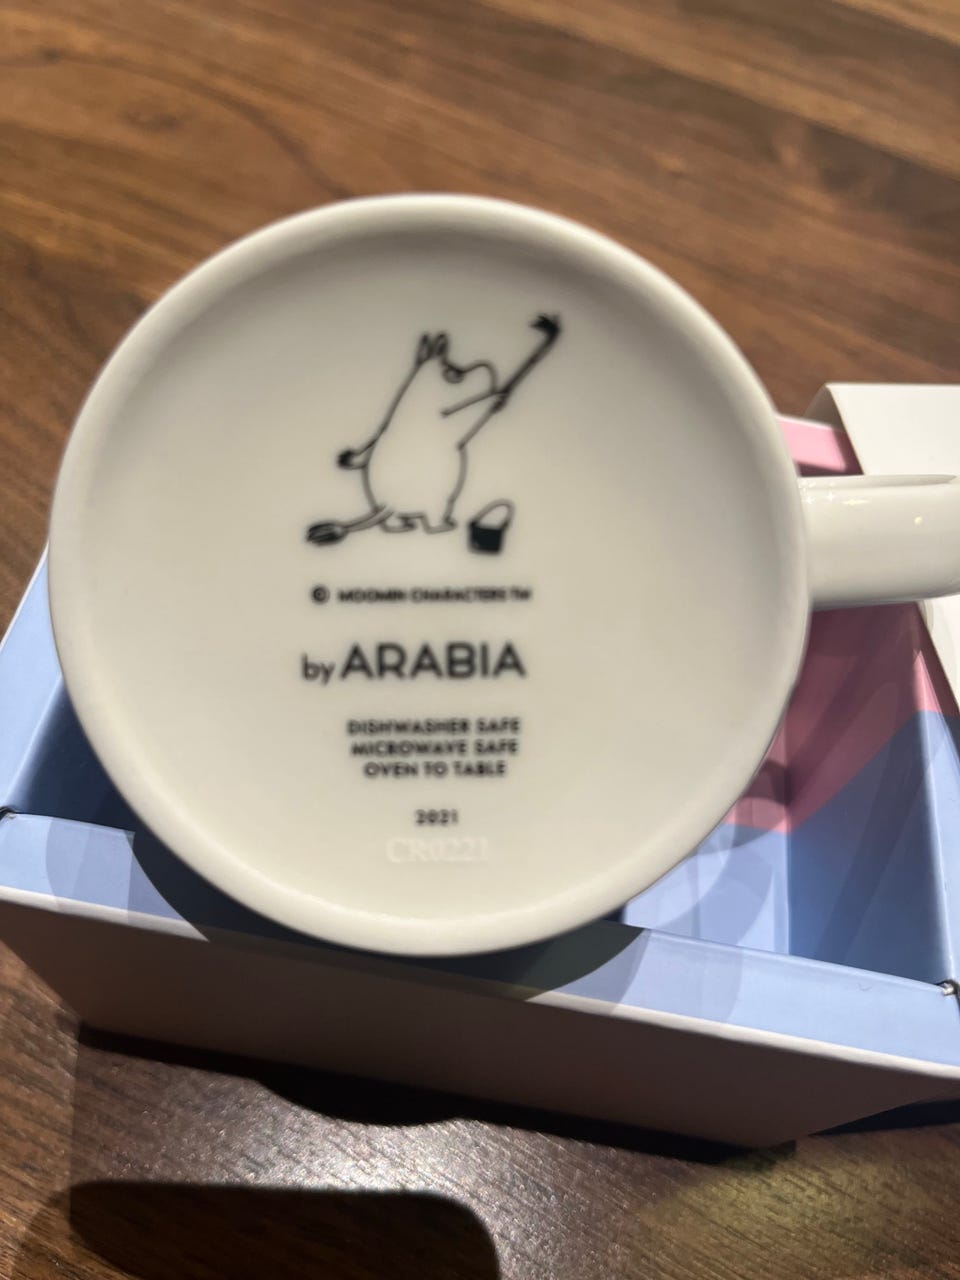 © MOOMIN CHARACTERS TM
by ARABIA
DISHWASHER SAFE
MICROWAVE SAFE
OVEN TO TABLE
2021
CR0221